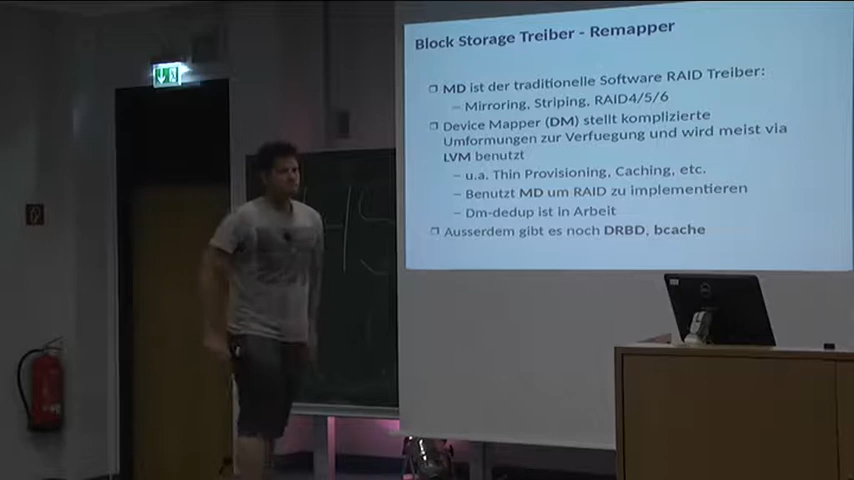 Block Storage Treiber - Remapper
MD ist der traditionelle Software RAID Treiber:
– Mirroring, Striping, RAID4/5/6
Device Mapper (DM) stellt komplizierte
Umformungen zur Verfuegung und wird meist via
LVM benutzt
– u.a. Thin Provisioning, Caching, etc.
– Benutzt MD um RAID zu implementieren
– Dm-dedup ist in Arbeit
Ausserdem gibt es noch DRBD, bcache